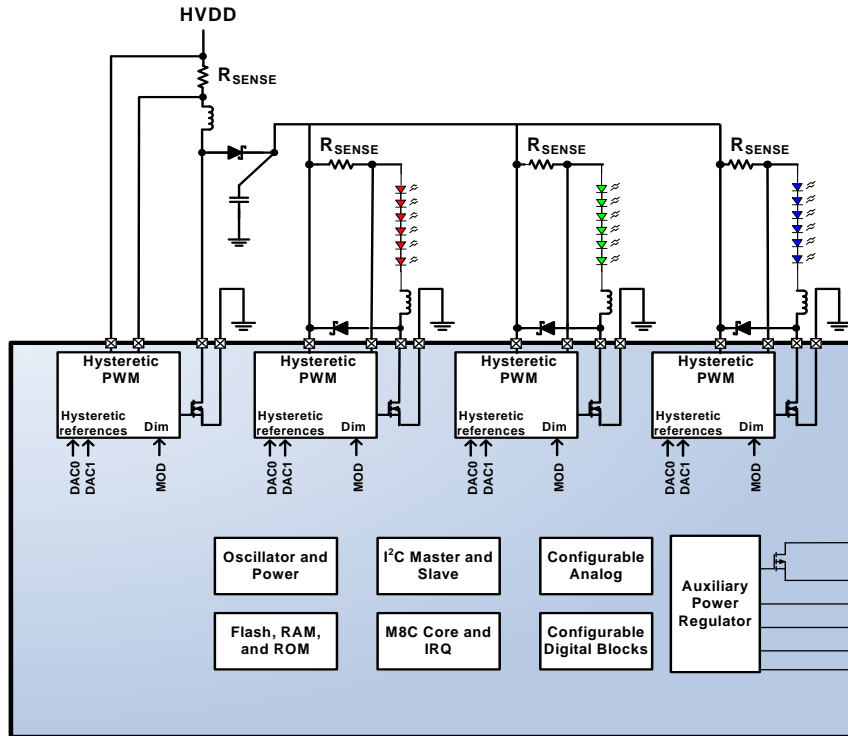 HVDD
RSENSE
RSENSE
RSENSE
RSENSE
Hysteretic
PWM
Hysteretic
references
Dim
DAC0
DAC1
MOD
Hysteretic
PWM
Hysteretic
references
Dim
DAC0
DAC1
MOD
Hysteretic
PWM
Hysteretic
references
Dim
DAC0
DAC1
MOD
Hysteretic
PWM
Hysteretic
references
Dim
DAC0
DAC1
MOD
Oscillator and
Power
I²C Master and
Slave
Configurable
Analog
Auxiliary
Power
Regulator
Flash, RAM,
and ROM
M8C Core and
IRQ
Configurable
Digital Blocks